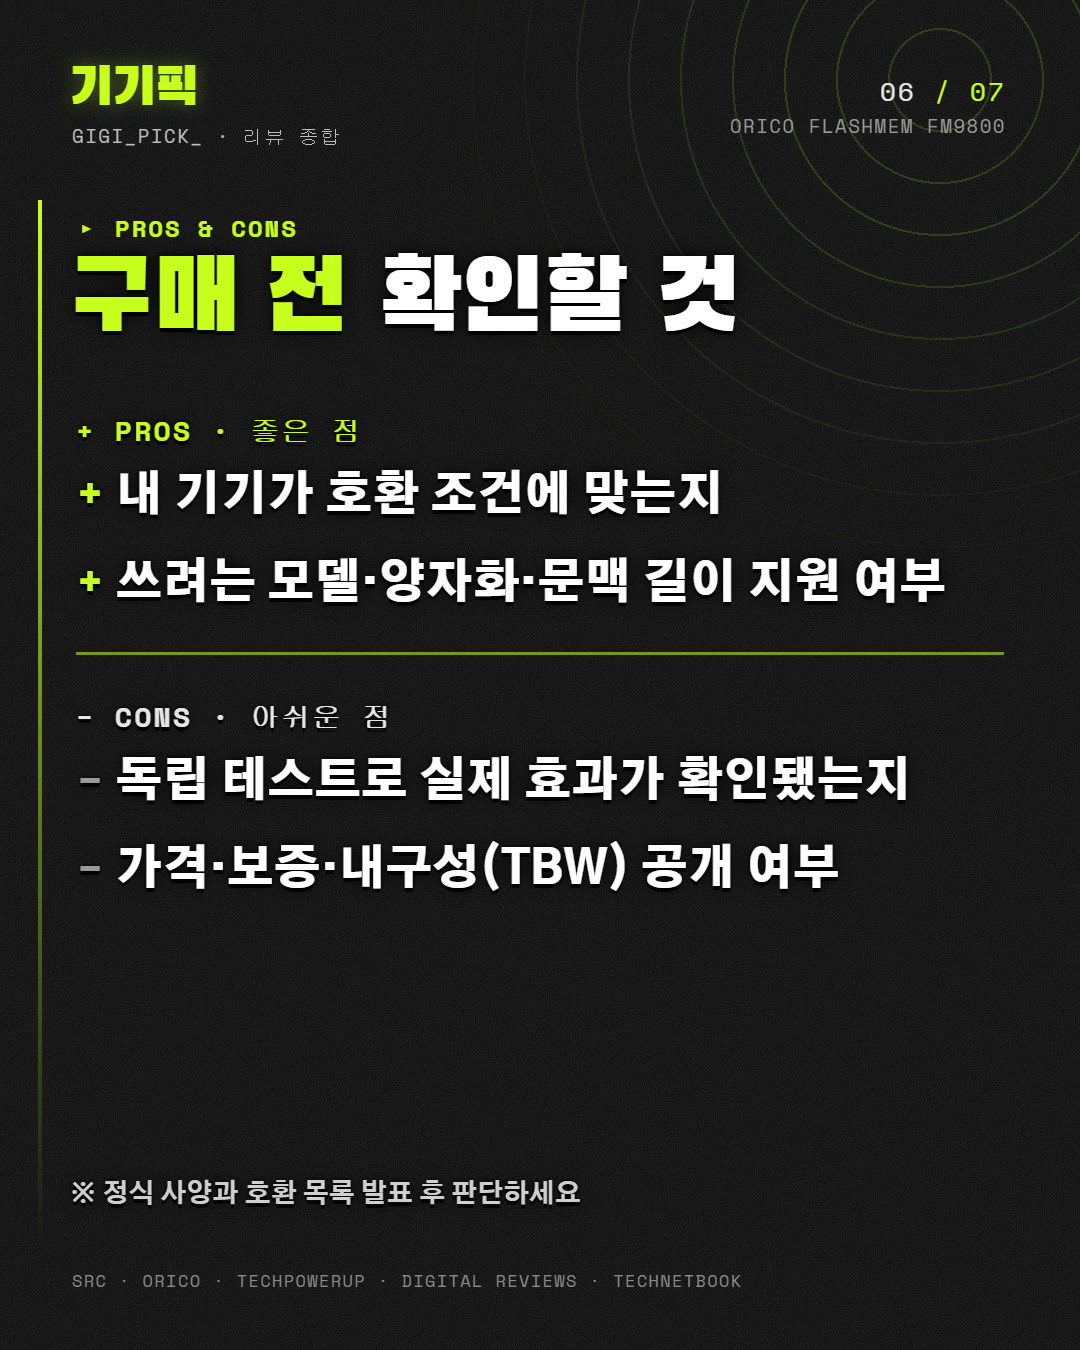 기기픽
GIGI_PICK_ · 리뷰 종합
06 / 07
ORICO FLASHMEM FM9800
▸ PROS & CONS
구매 전 확인할 것
+ PROS · 좋은 점
+ 내 기기가 호환 조건에 맞는지
+ 쓰려는 모델·양자화·문맥 길이 지원 여부
– CONS · 아쉬운 점
– 독립 테스트로 실제 효과가 확인됐는지
– 가격·보증·내구성(TBW) 공개 여부
※ 정식 사양과 호환 목록 발표 후 판단하세요
SRC · ORICO · TECHPOWERUP · DIGITAL REVIEWS · TECHNETBOOK